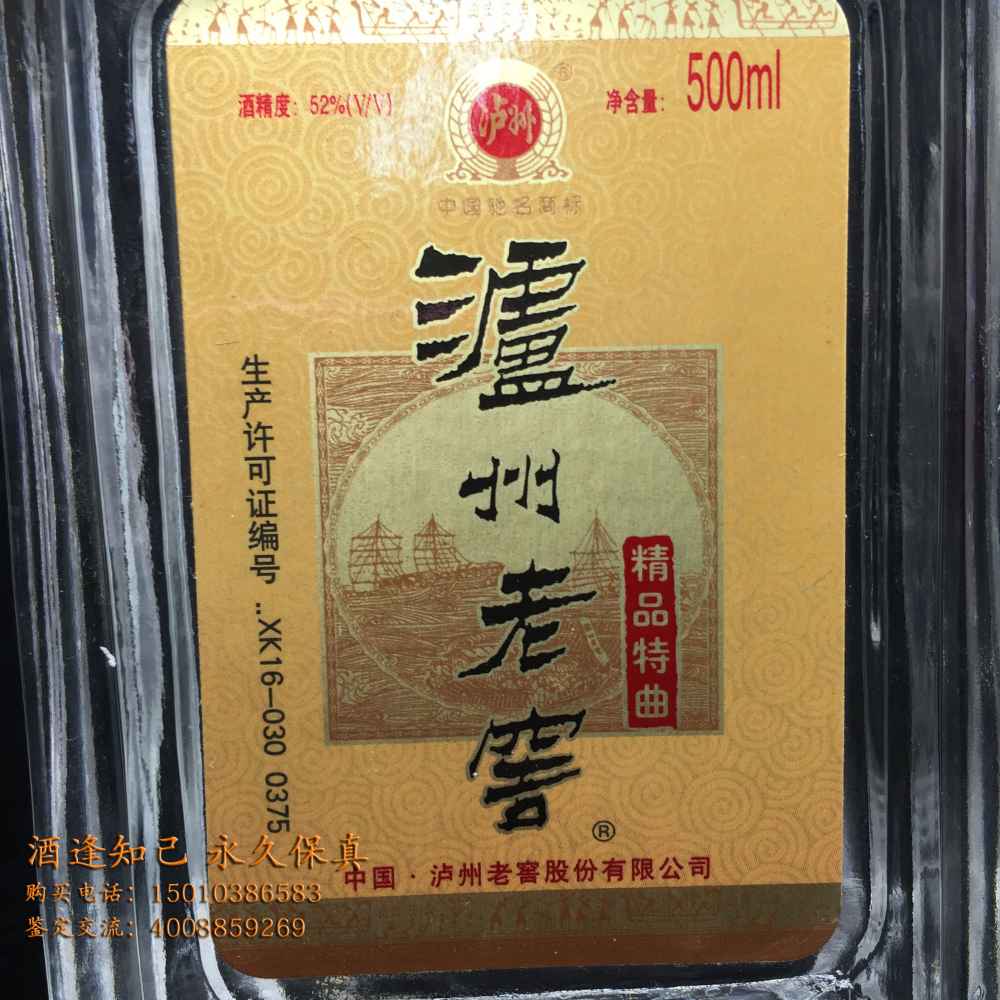 酒精度：52%(V/V)
泸州
®
净含量：500ml
中国驰名商标
瀘州老窖
精品特曲
生产许可证编号：XK16-030 0375
®
中国·泸州老窖股份有限公司
酒逢知己 永久保真
购买电话：15010386583
鉴定交流：4008859269